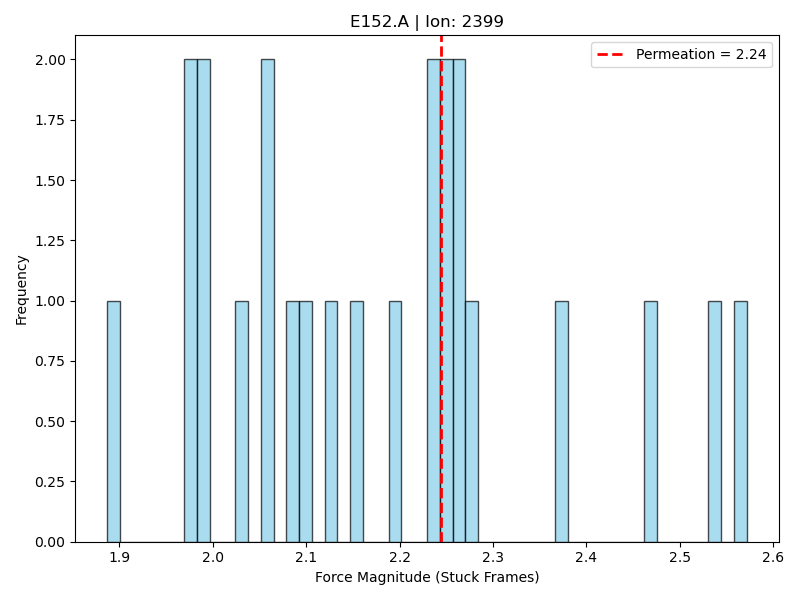 E152.A | Ion: 2399
Permeation = 2.24
Frequency
2.00
1.75
1.50
1.25
1.00
0.75
0.50
0.25
0.00
1.9 2.0 2.1 2.2 2.3 2.4 2.5 2.6
Force Magnitude (Stuck Frames)